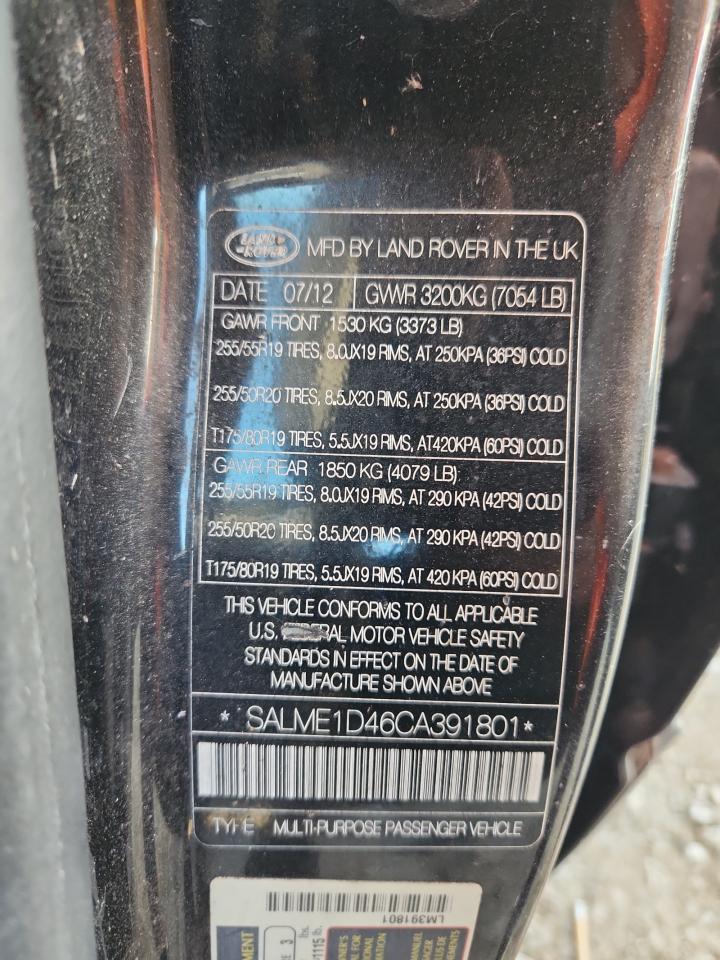 LAND ROVER MFD BY LAND ROVER IN THE UK
DATE 07/12 GVWR 3200KG (7054 LB)
GAWR FRONT 1530 KG (3373 LB)
255/55R19 TIRES, 8.0JX19 RIMS, AT 250KPA (36PSI) COLD
255/50R20 TIRES, 8.5JX20 RIMS, AT 250KPA (36PSI) COLD
T175/80R19 TIRES, 5.5JX19 RIMS, AT420KPA (60PSI) COLD
GAWR REAR 1850 KG (4079 LB)
255/55R19 TIRES, 8.0JX19 RIMS, AT 290 KPA (42PSI) COLD
255/50R20 TIRES, 8.5JX20 RIMS, AT 290 KPA (42PSI) COLD
T175/80R19 TIRES, 5.5JX19 RIMS, AT 420 KPA (60PSI) COLD
THIS VEHICLE CONFORMS TO ALL APPLICABLE
U.S. FEDERAL MOTOR VEHICLE SAFETY
STANDARDS IN EFFECT ON THE DATE OF
MANUFACTURE SHOWN ABOVE
* SALME1D46CA391801 *
TYPE MULTI-PURPOSE PASSENGER VEHICLE
LM391801
3
lbs.
1115 lb.